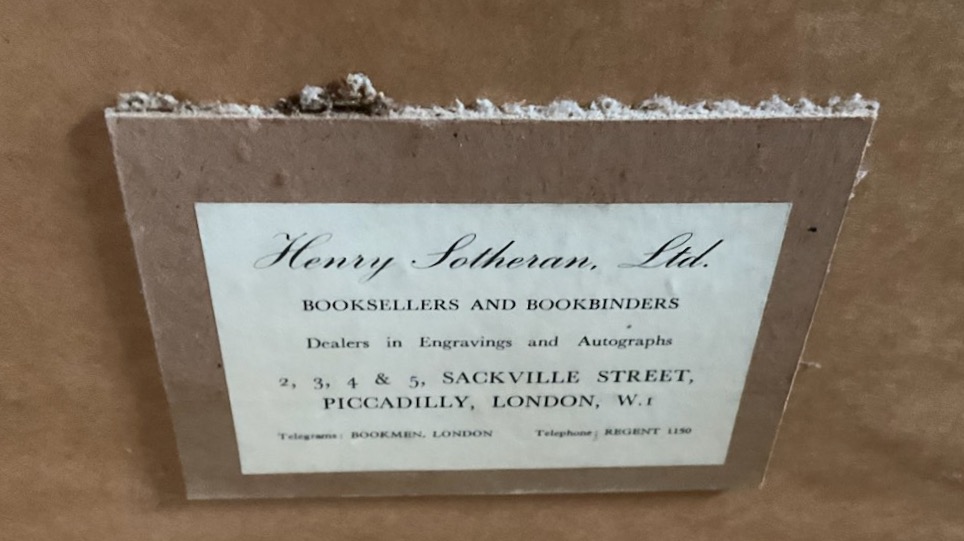 Henry Sotheran, Ltd.
BOOKSELLERS AND BOOKBINDERS
Dealers in Engravings and Autographs
2, 3, 4 & 5, SACKVILLE STREET,
PICCADILLY, LONDON, W.1
Telegrams: BOOKMEN, LONDON Telephone: REGENT 1150